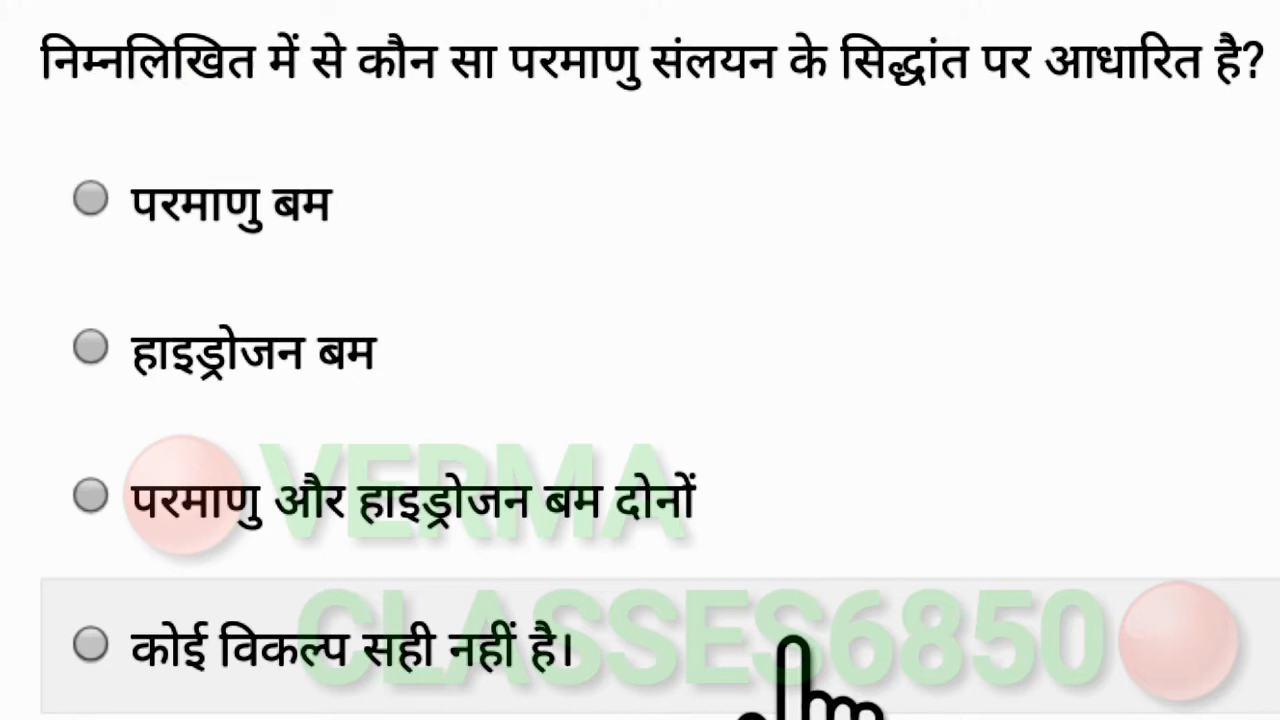 निम्नलिखित में से कौन सा परमाणु संलयन के सिद्धांत पर आधारित है?
परमाणु बम
हाइड्रोजन बम
परमाणु और हाइड्रोजन बम दोनों
VERMA
कोई विकल्प सही नहीं है।
CLASSES6850